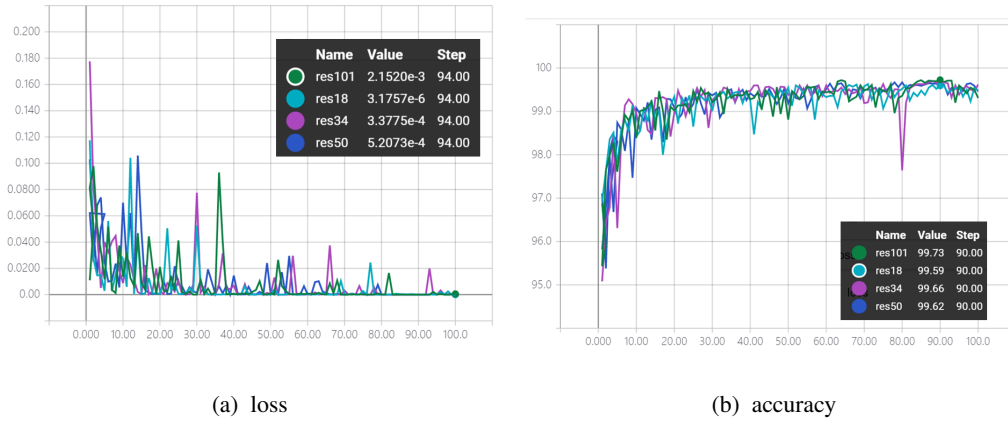 0.200
0.180
0.160
0.140
0.120
0.100
0.0800
0.0600
0.0400
0.0200
0.00
0.000 10.00 20.00 30.00 40.00 50.00 60.00 70.00 80.00 90.00 100.0
Name Value Step
res101 2.1520e-3 94.00
res18 3.1757e-6 94.00
res34 3.3775e-4 94.00
res50 5.2073e-4 94.00
(a) loss
100
99.0
98.0
97.0
96.0
95.0
0.000 10.00 20.00 30.00 40.00 50.00 60.00 70.00 80.00 90.00 100.0
Name Value Step
res101 99.73 90.00
res18 99.59 90.00
res34 99.66 90.00
res50 99.62 90.00
(b) accuracy